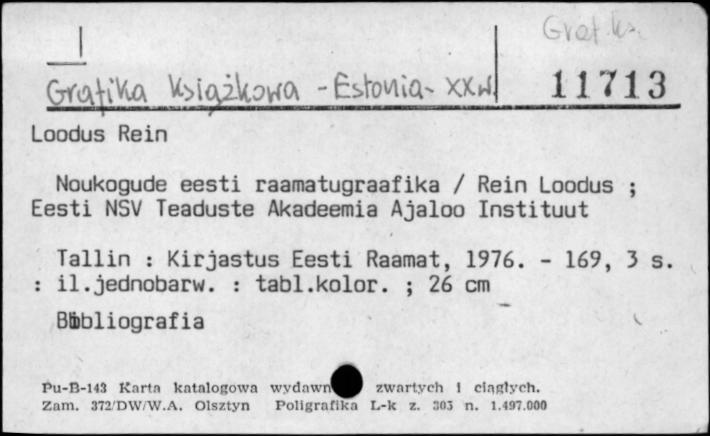 Grafika
Grafika Książkowa - Estonia - XX w.
11713
Loodus Rein
Noukogude eesti raamatugraafika / Rein Loodus ;
Eesti NSV Teaduste Akadeemia Ajaloo Instituut
Tallin : Kirjastus Eesti Raamat, 1976. - 169, 3 s.
: il.jednobarw. : tabl.kolor. ; 26 cm
Bibliografia
Pu-B-143 Karta katalogowa wydawn zwartych i ciągłych.
Zam. 372/DW/W.A. Olsztyn Poligrafika L-k z. 303 n. 1.497.000